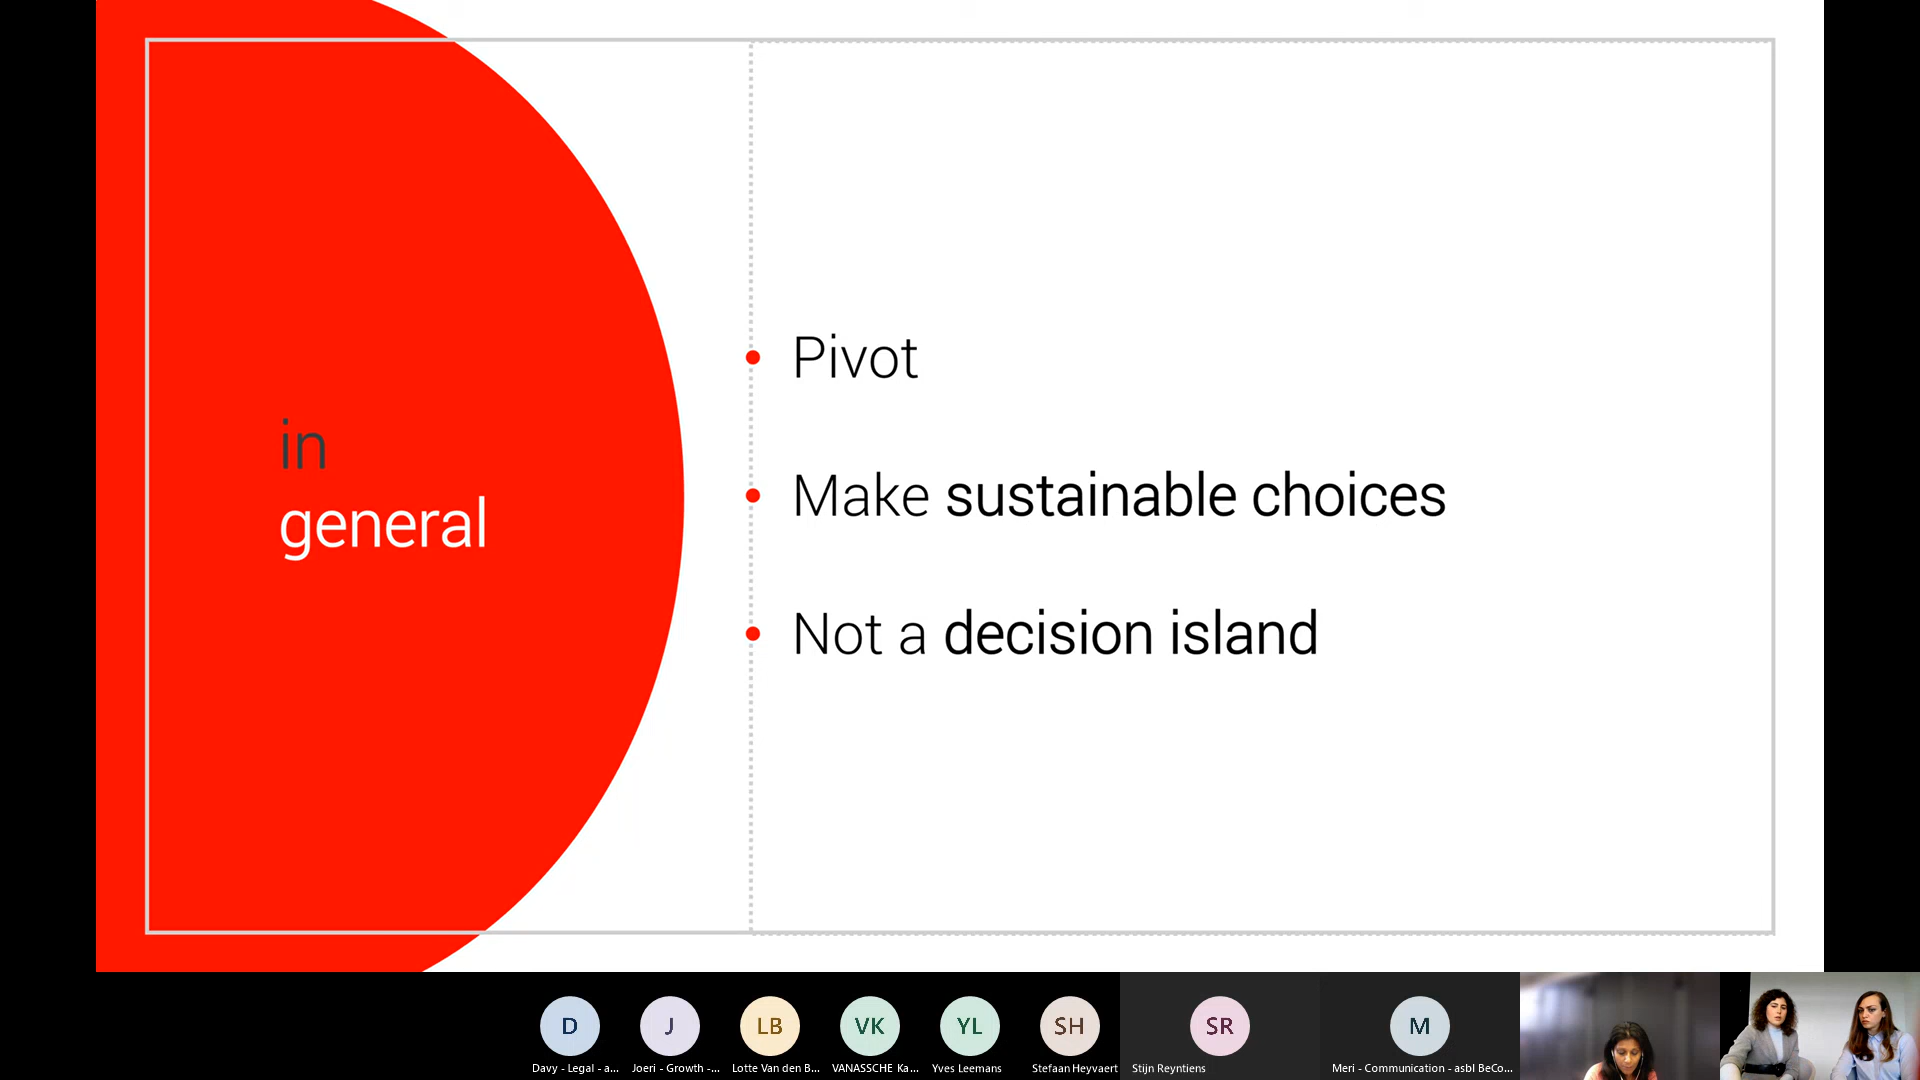 in
general
Pivot
Make sustainable choices
Not a decision island
D
J
LB
VK
YL
SH
SR
M
Davy - Legal - a...
Joeri - Growth -...
Lotte Van den B...
VANASSCHE Ka...
Yves Leemans
Stefaan Heyvaert
Stijn Reyntiens
Meri - Communication - asbl BeCo...